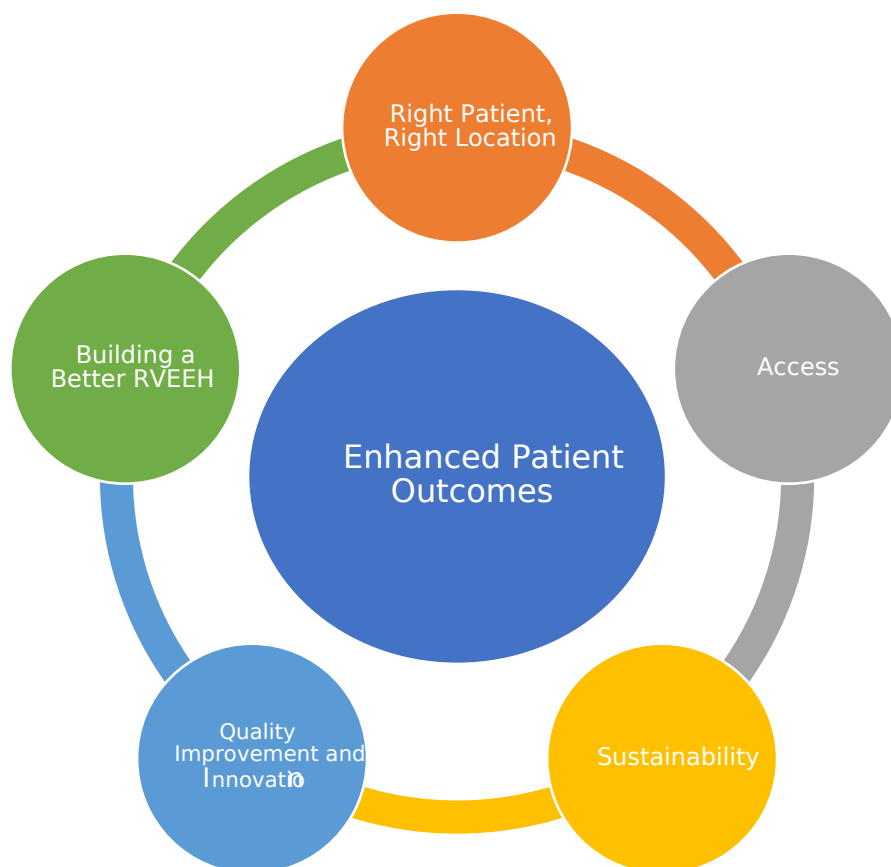 Right Patient,
Right Location
Access
Sustainability
Quality
Improvement and
Innovation
Building a
Better RVEEH
Enhanced Patient
Outcomes